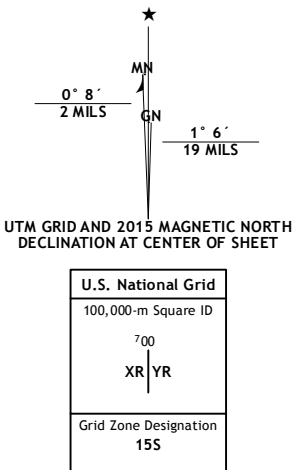 ★
MN
0° 8´
2 MILS
GN
1° 6´
19 MILS
UTM GRID AND 2015 MAGNETIC NORTH
DECLINATION AT CENTER OF SHEET
U.S. National Grid
100,000-m Square ID
⁷00
XR YR
Grid Zone Designation
15S